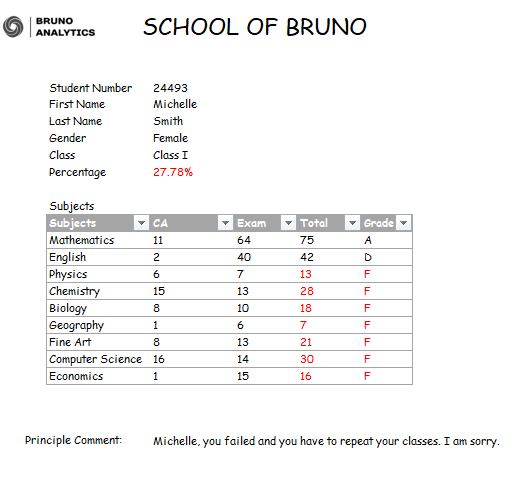 BRUNO
ANALYTICS
SCHOOL OF BRUNO
Student Number 24493
First Name Michelle
Last Name Smith
Gender Female
Class Class I
Percentage 27.78%
Subjects
Subjects CA Exam Total Grade
Mathematics 11 64 75 A
English 2 40 42 D
Physics 6 7 13 F
Chemistry 15 13 28 F
Biology 8 10 18 F
Geography 1 6 7 F
Fine Art 8 13 21 F
Computer Science 16 14 30 F
Economics 1 15 16 F
Principle Comment: Michelle, you failed and you have to repeat your classes. I am sorry.